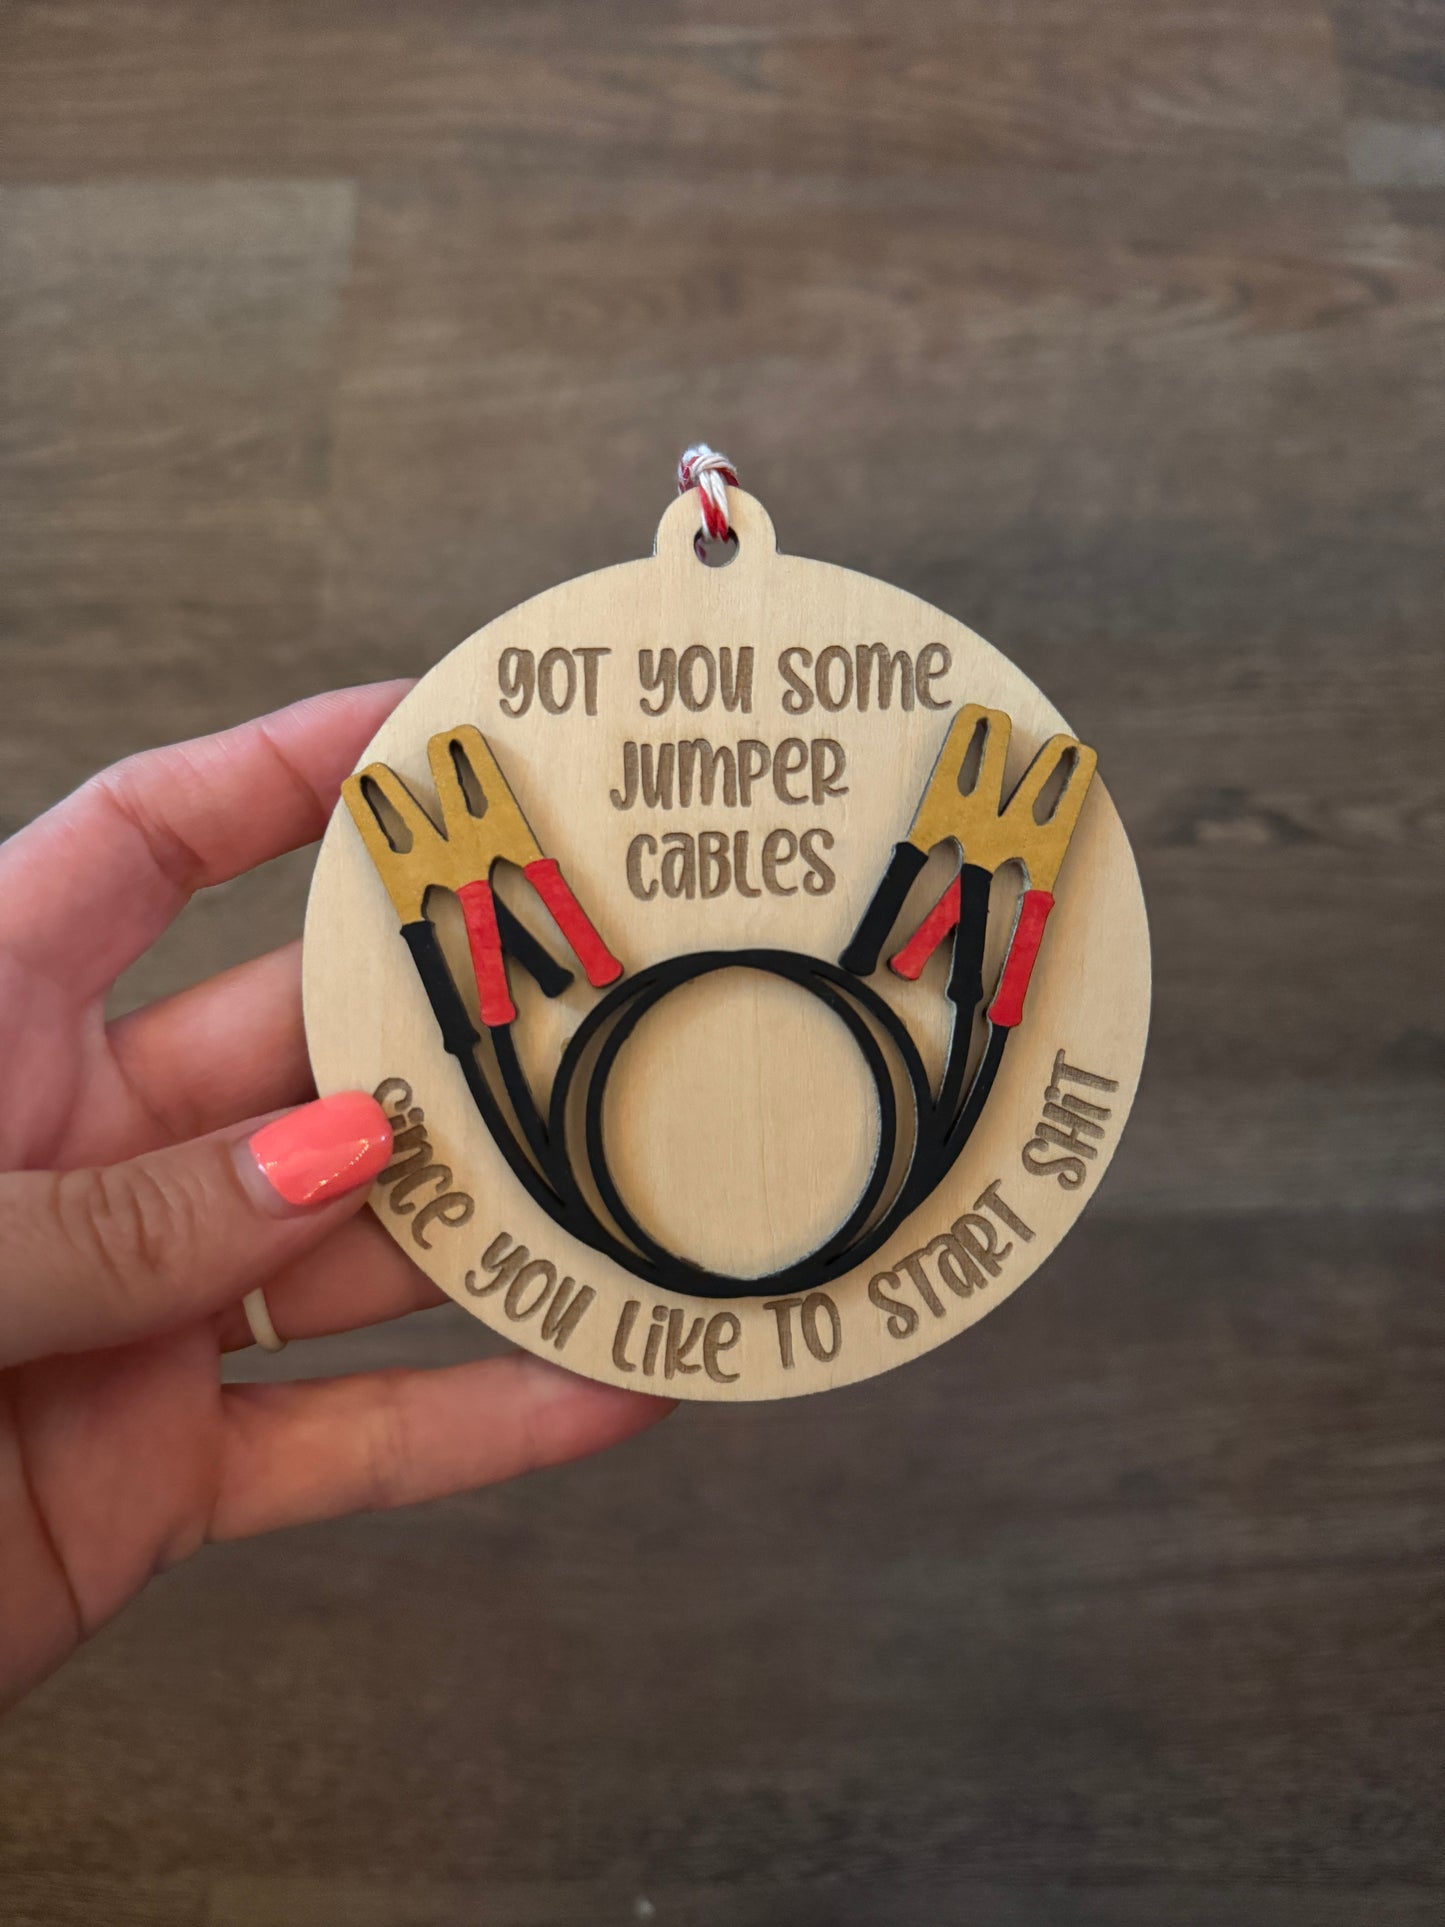 GOT YOU SOME
JUMPER
CABLES
SINCE YOU LIKE TO START SHIT